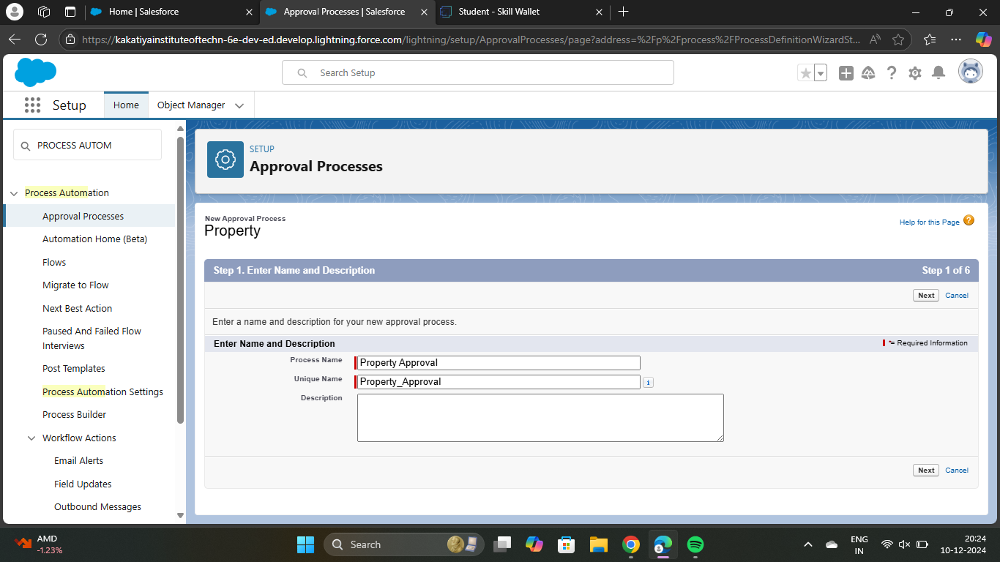 Home | Salesforce
Approval Processes | Salesforce
Student - Skill Wallet
https://kakatiyainstituteoftechn-6e-dev-ed.develop.lightning.force.com/lightning/setup/ApprovalProcesses/page?address=%2Fp%2Fprocess%2FProcessDefinitionWizardSt...
Search Setup
Setup
Home
Object Manager
PROCESS AUTOM
Process Automation
Approval Processes
Automation Home (Beta)
Flows
Migrate to Flow
Next Best Action
Paused And Failed Flow
Interviews
Post Templates
Process Automation Settings
Process Builder
Workflow Actions
Email Alerts
Field Updates
Outbound Messages
SETUP
Approval Processes
New Approval Process
Property
Help for this Page ?
Step 1. Enter Name and Description
Step 1 of 6
Next Cancel
Enter a name and description for your new approval process.
Enter Name and Description
= Required Information
Process Name
Property Approval
Unique Name
Property_Approval
i
Description
Next Cancel
AMD
-1.23%
Search
ENG
IN
20:24
10-12-2024